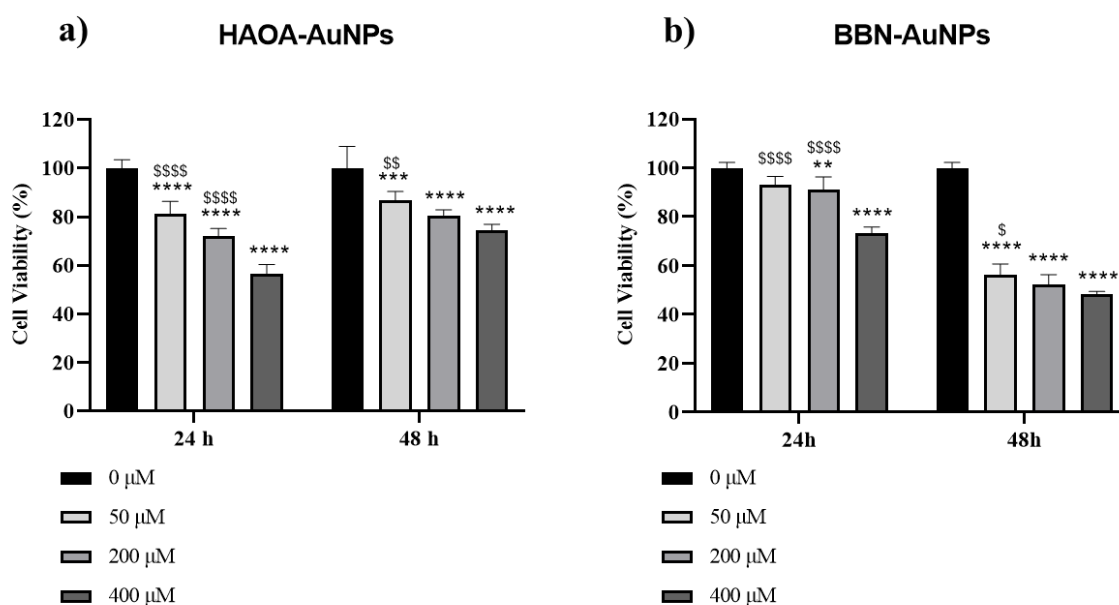 a)
HAOA-AuNPs
Cell Viability (%)
120
100
80
60
40
20
0
$$$$
****
$$$$
****
****
$$
***
****
****
24 h
48 h
0 µM
50 µM
200 µM
400 µM
b)
BBN-AuNPs
Cell Viability (%)
120
100
80
60
40
20
0
$$$$
$$$$
**
****
$
****
****
****
24h
48h
0 µM
50 µM
200 µM
400 µM